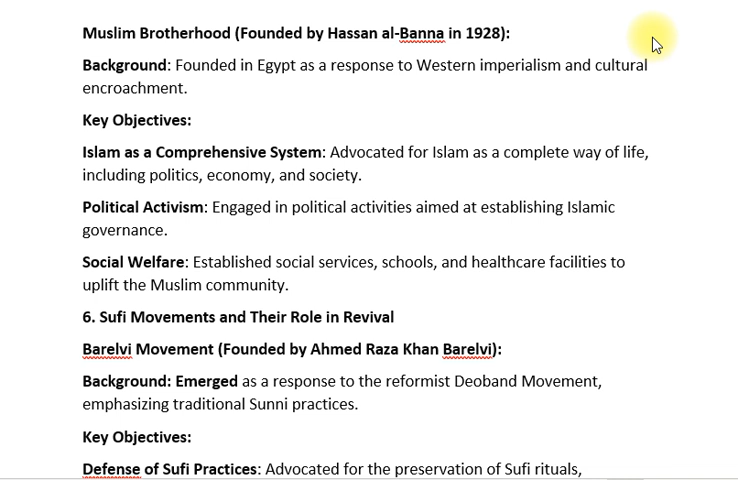 Muslim Brotherhood (Founded by Hassan al-Banna in 1928):
Background: Founded in Egypt as a response to Western imperialism and cultural
encroachment.
Key Objectives:
Islam as a Comprehensive System: Advocated for Islam as a complete way of life,
including politics, economy, and society.
Political Activism: Engaged in political activities aimed at establishing Islamic
governance.
Social Welfare: Established social services, schools, and healthcare facilities to
uplift the Muslim community.
6. Sufi Movements and Their Role in Revival
Barelvi Movement (Founded by Ahmed Raza Khan Barelvi):
Background: Emerged as a response to the reformist Deoband Movement,
emphasizing traditional Sunni practices.
Key Objectives:
Defense of Sufi Practices: Advocated for the preservation of Sufi rituals,